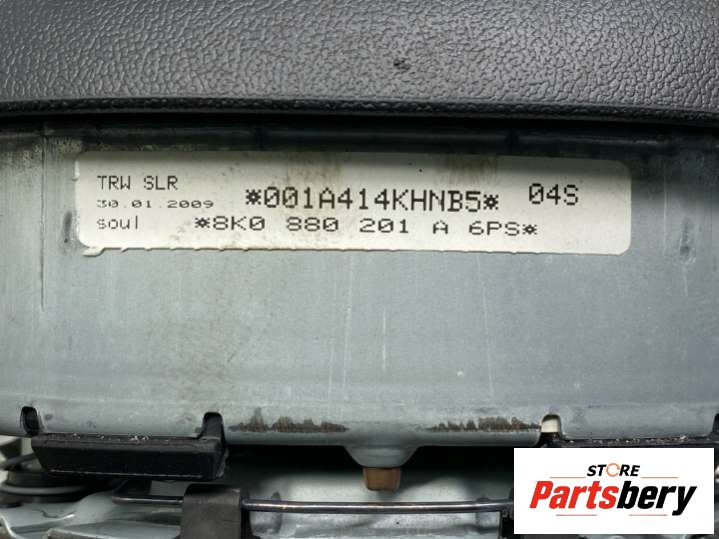 TRW SLR
30.01.2009 *001A414KHNB5* 04S
soul *8K0 880 201 A 6PS*
STORE
Partsbery